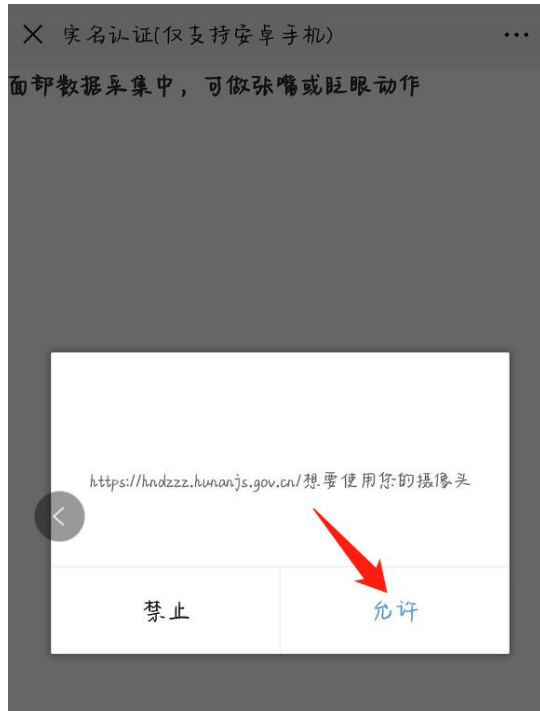 实名认证(仅支持安卓手机)
面部数据采集中，可做张嘴或眨眼动作
https://hndzzz.hunanjs.gov.cn/想要使用您的摄像头
禁止
允许